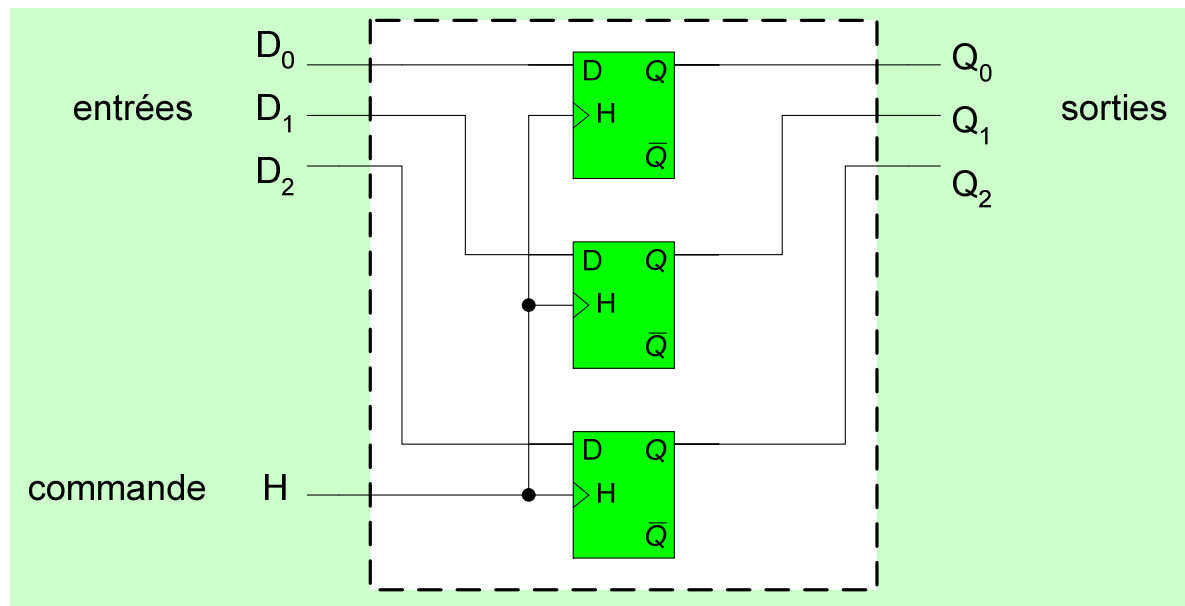 D₀
entrées D₁
D₂
commande H
D Q
H
Q̅
D Q
H
Q̅
D Q
H
Q̅
Q₀
Q₁ sorties
Q₂